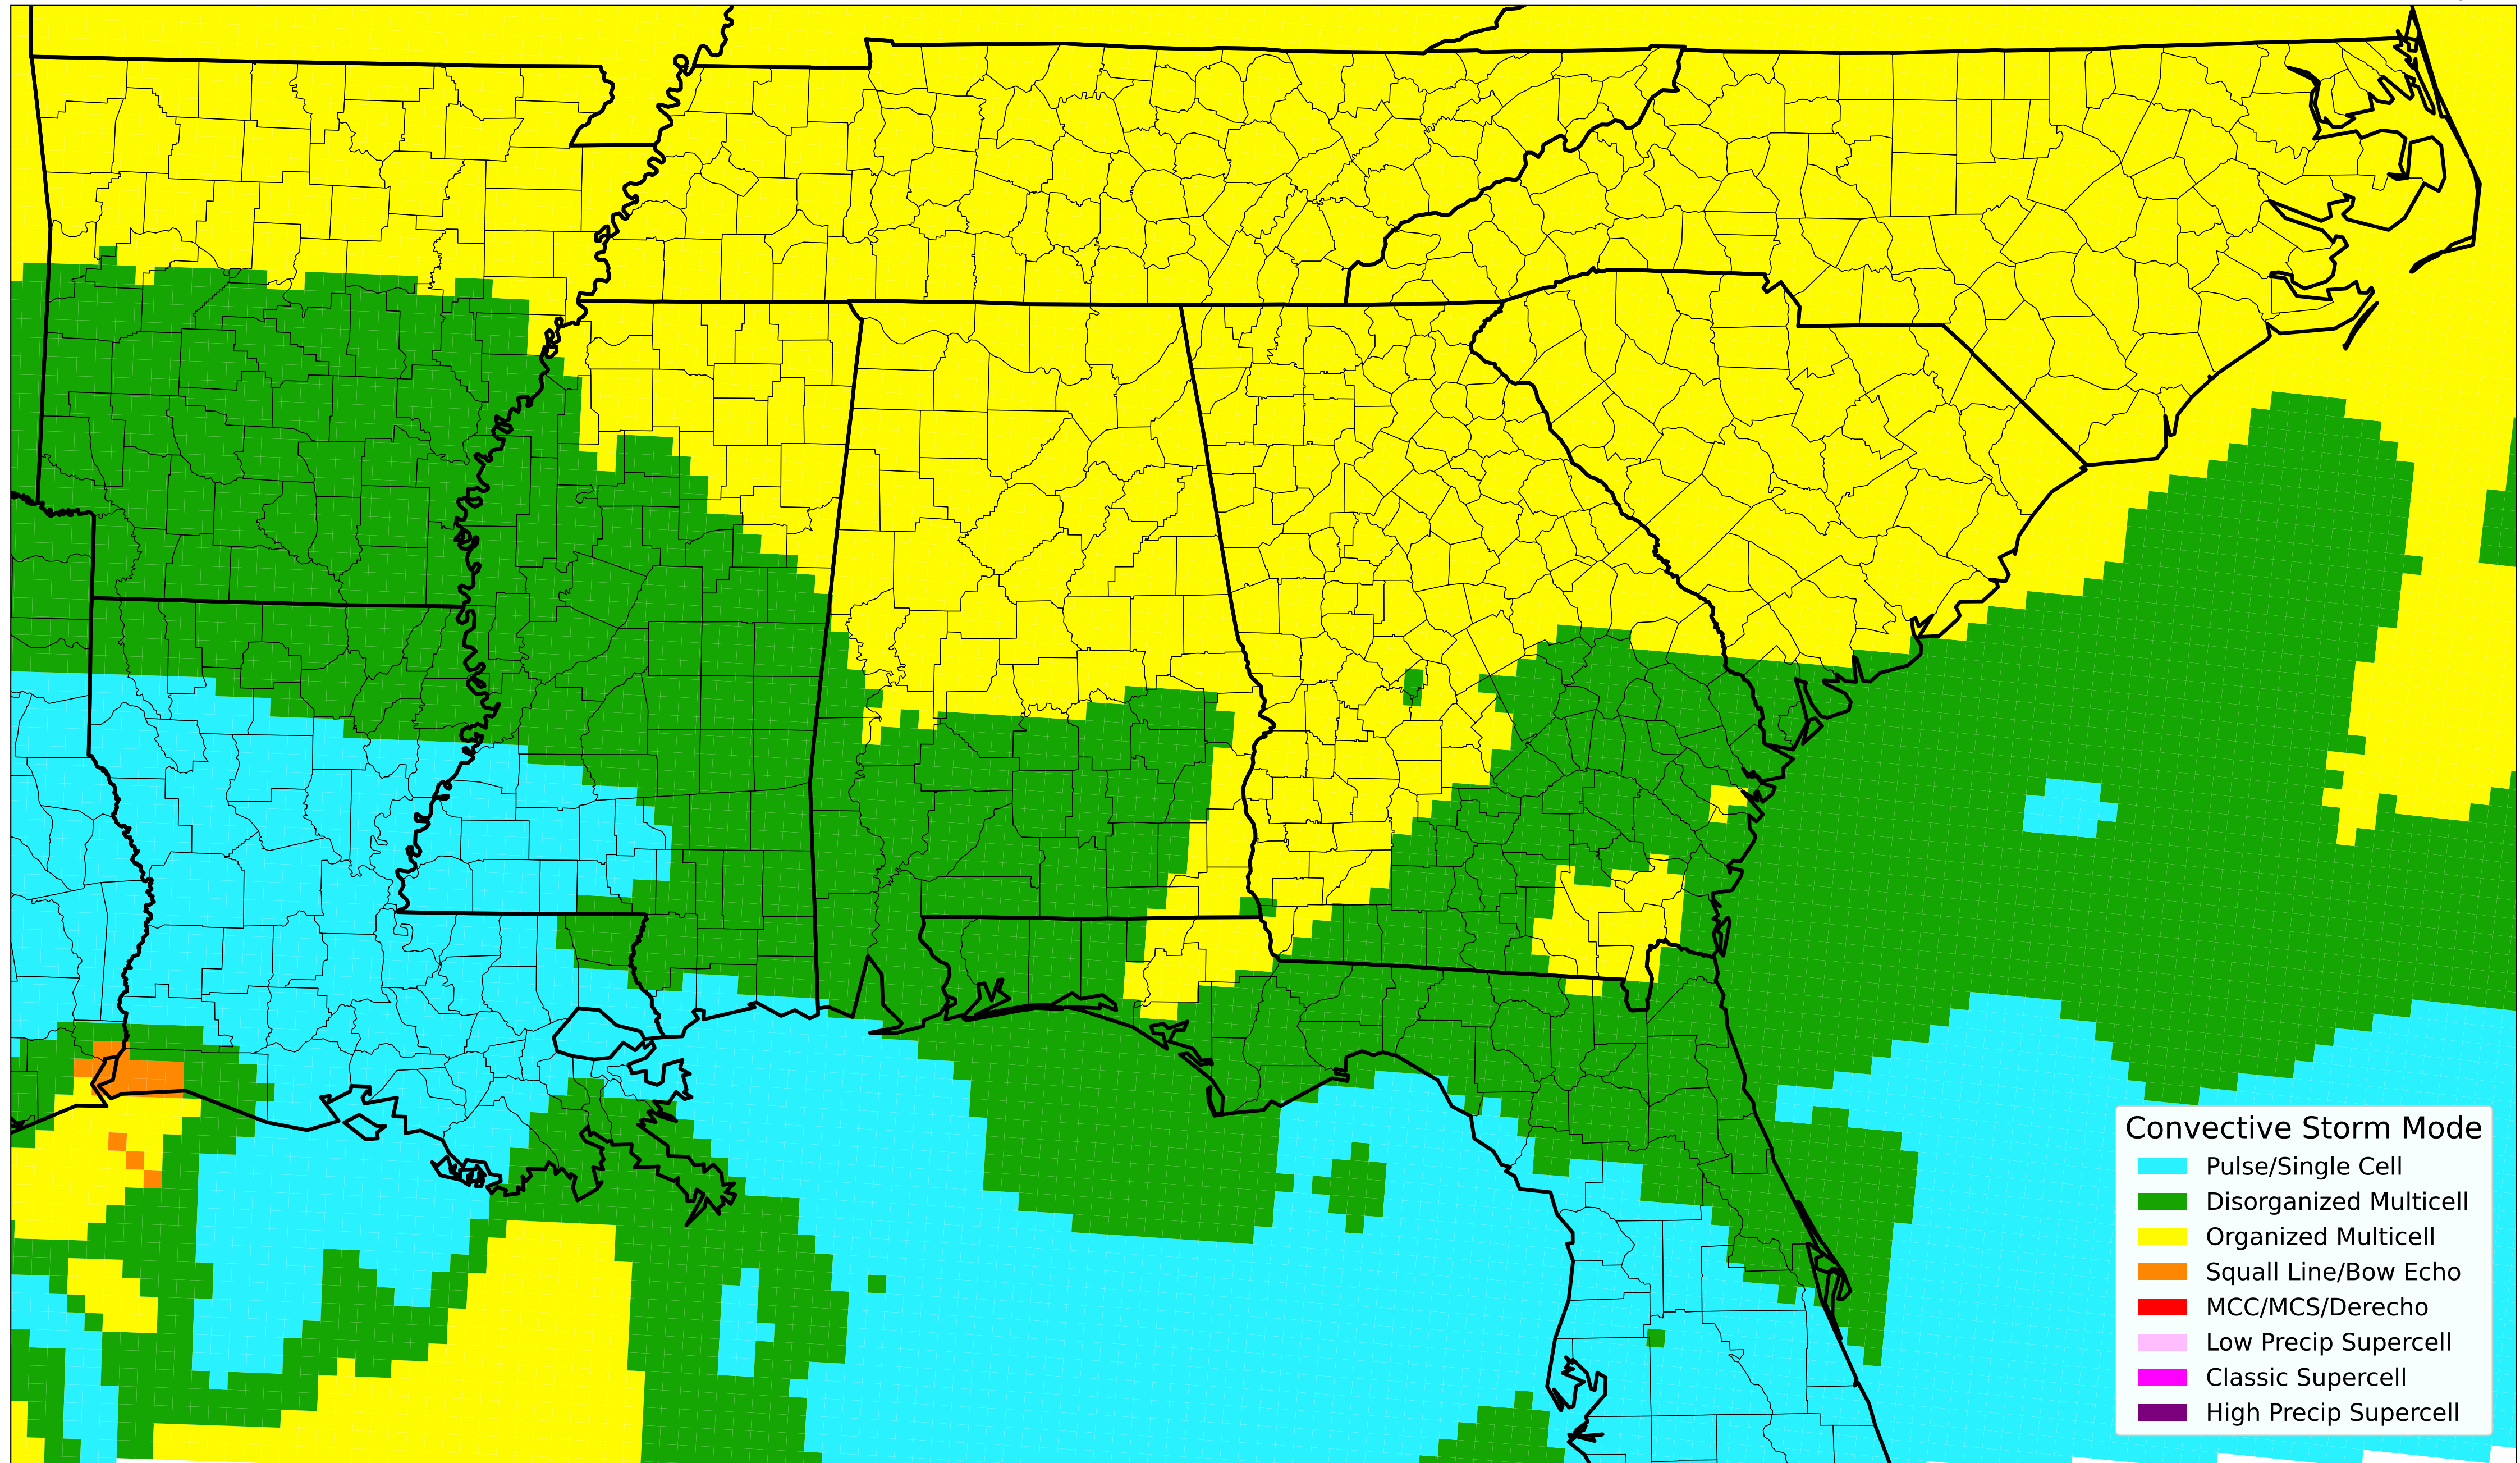 Convective Storm Mode
Pulse/Single Cell
Disorganized Multicell
Organized Multicell
Squall Line/Bow Echo
MCC/MCS/Derecho
Low Precip Supercell
Classic Supercell
High Precip Supercell